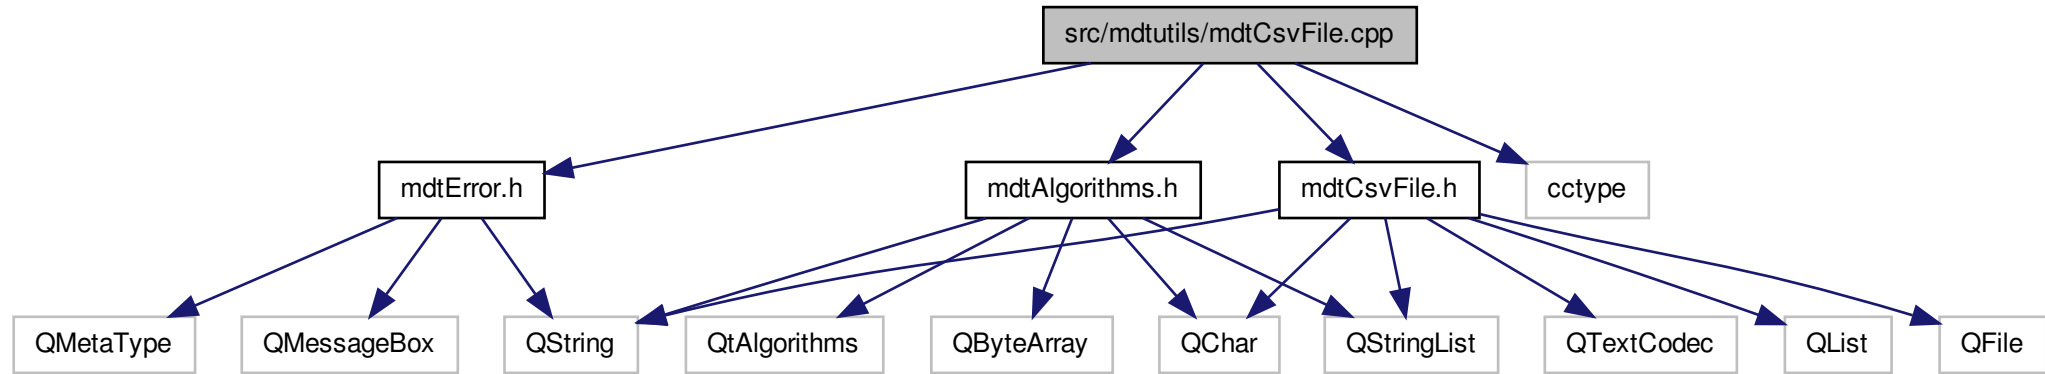 src/mdtutils/mdtCsvFile.cpp
mdtError.h
mdtAlgorithms.h
mdtCsvFile.h
cctype
QMetaType
QMessageBox
QString
QtAlgorithms
QByteArray
QChar
QStringList
QTextCodec
QList
QFile